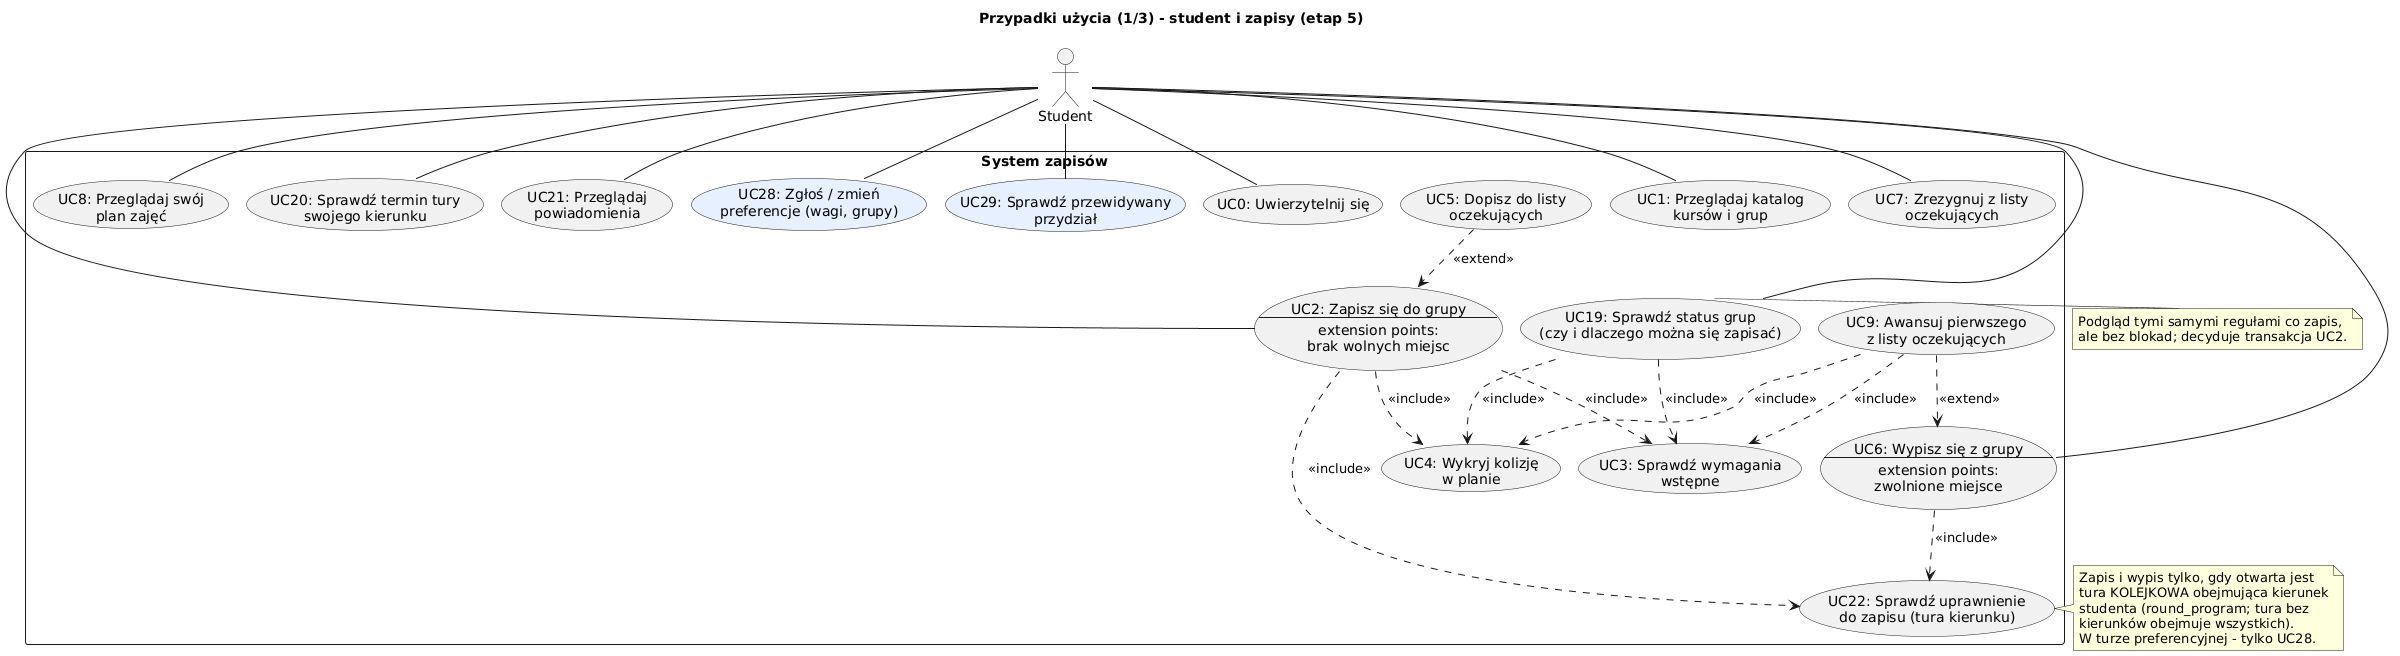 Przypadki użycia (1/3) - student i zapisy (etap 5)
Student
System zapisów
UC8: Przeglądaj swój
plan zajęć
UC20: Sprawdź termin tury
swojego kierunku
UC21: Przeglądaj
powiadomienia
UC28: Zgłoś / zmień
preferencje (wagi, grupy)
UC29: Sprawdź przewidywany
przydział
UC0: Uwierzytelnij się
UC5: Dopisz do listy
oczekujących
UC1: Przeglądaj katalog
kursów i grup
UC7: Zrezygnuj z listy
oczekujących
«extend»
UC2: Zapisz się do grupy
extension points:
brak wolnych miejsc
UC19: Sprawdź status grup
(czy i dlaczego można się zapisać)
UC9: Awansuj pierwszego
z listy oczekujących
Podgląd tymi samymi regułami co zapis,
ale bez blokad; decyduje transakcja UC2.
«include»
«include»
«include»
«include»
«include»
«include»
«extend»
«include»
UC4: Wykryj kolizję
w planie
UC3: Sprawdź wymagania
wstępne
UC6: Wypisz się z grupy
extension points:
zwolnione miejsce
«include»
UC22: Sprawdź uprawnienie
do zapisu (tura kierunku)
Zapis i wypis tylko, gdy otwarta jest
tura KOLEJKOWA obejmująca kierunek
studenta (round_program; tura bez
kierunków obejmuje wszystkich).
W turze preferencyjnej - tylko UC28.